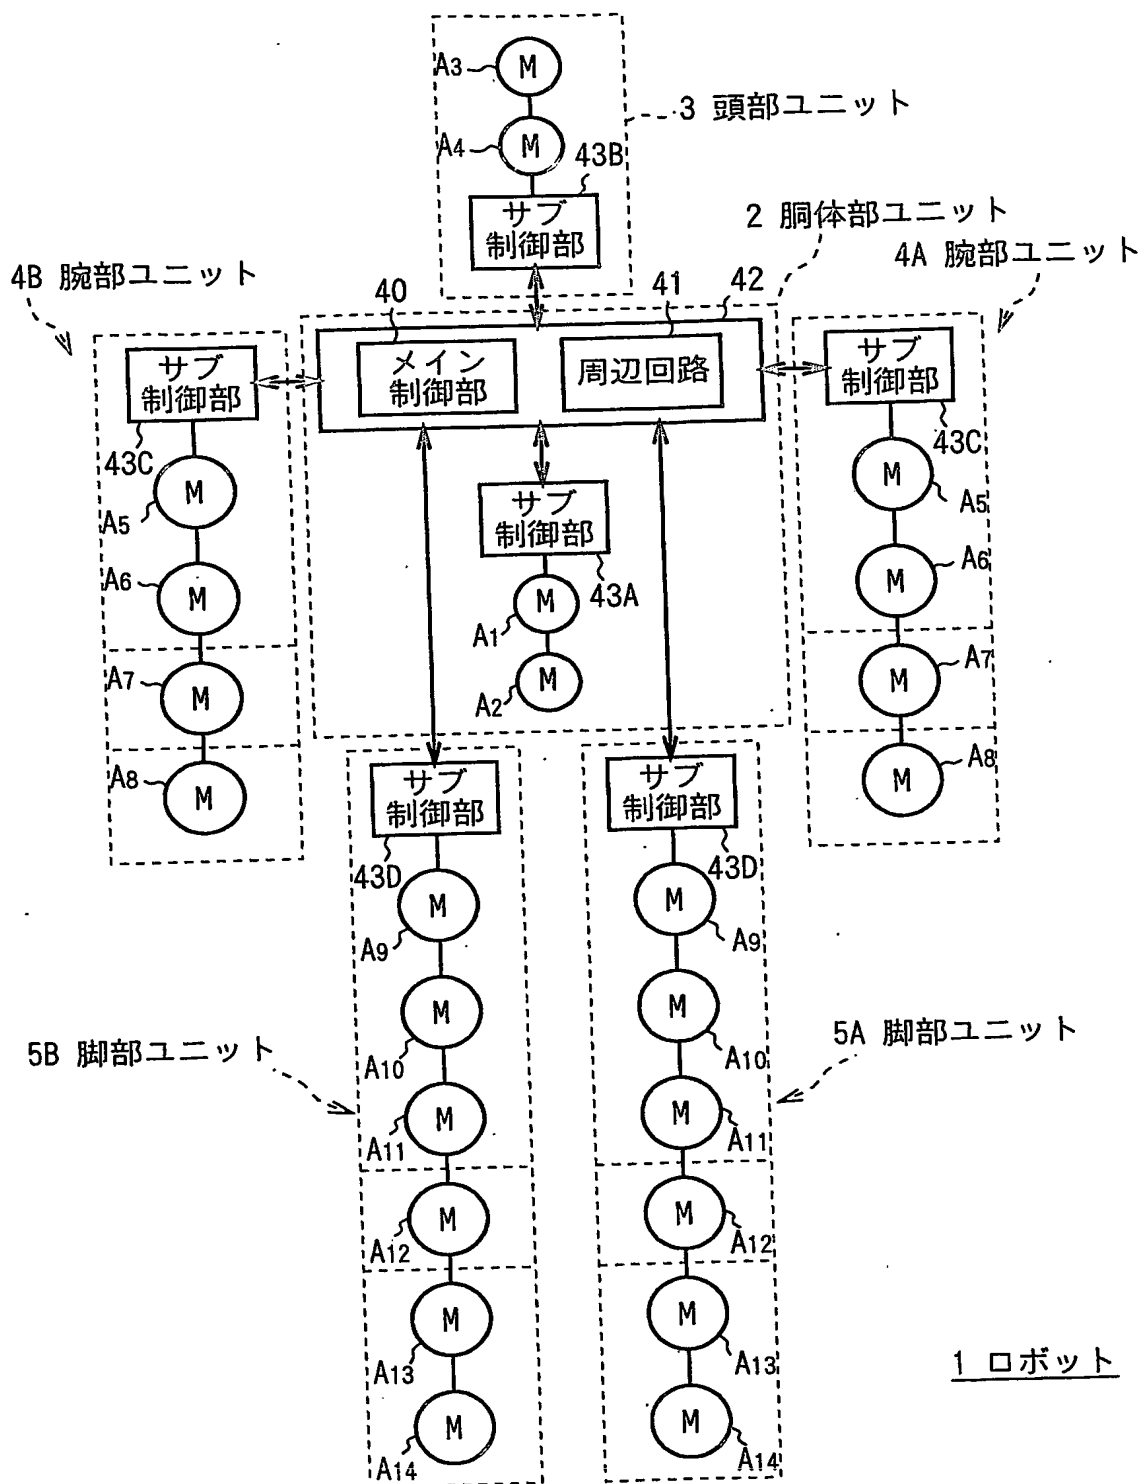 A3
M
3 頭部ユニット
A4
M
43B
サブ
制御部
2 胴体部ユニット
4B 腕部ユニット
4A 腕部ユニット
40
41
42
メイン
制御部
周辺回路
サブ
制御部
43C
サブ
制御部
43C
M
A5
M
A6
M
A7
M
A8
サブ
制御部
43A
M
A1
M
A2
M
A5
M
A6
M
A7
M
A8
サブ
制御部
43D
M
A9
M
A10
M
A11
M
A12
M
A13
M
A14
5B 脚部ユニット
サブ
制御部
43D
M
A9
M
A10
M
A11
M
A12
M
A13
M
A14
5A 脚部ユニット
1 ロボット